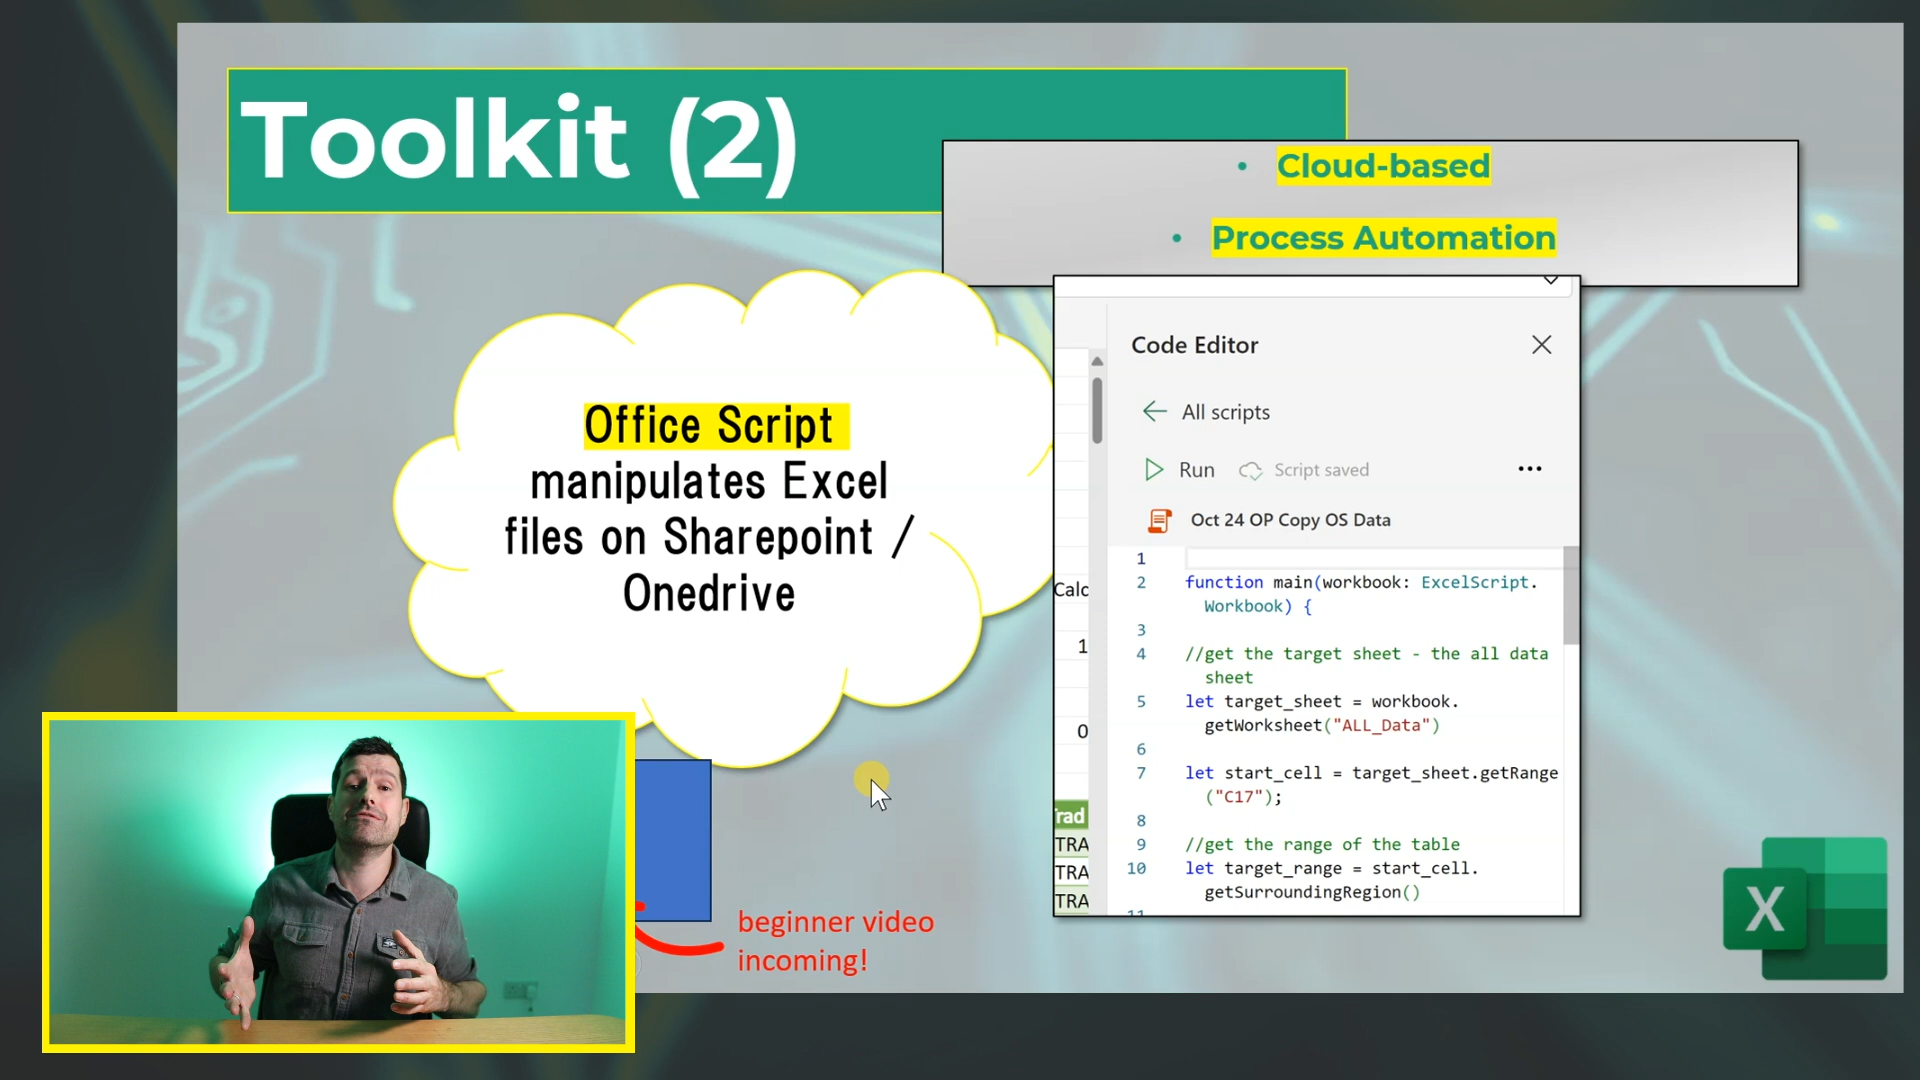 Toolkit (2)
• Cloud-based
• Process Automation
Office Script
manipulates Excel
files on Sharepoint /
Onedrive
Code Editor
All scripts
Run Script saved
Oct 24 OP Copy OS Data
1
2 function main(workbook: ExcelScript.
Workbook) {
3
4 //get the target sheet - the all data
sheet
5 let target_sheet = workbook.
getWorksheet("ALL_Data")
6
7 let start_cell = target_sheet.getRange
("C17");
8
9 //get the range of the table
10 let target_range = start_cell.
getSurroundingRegion()
11
Calc
1
0
Trad
TRA
TRA
TRA
beginner video
incoming!
X